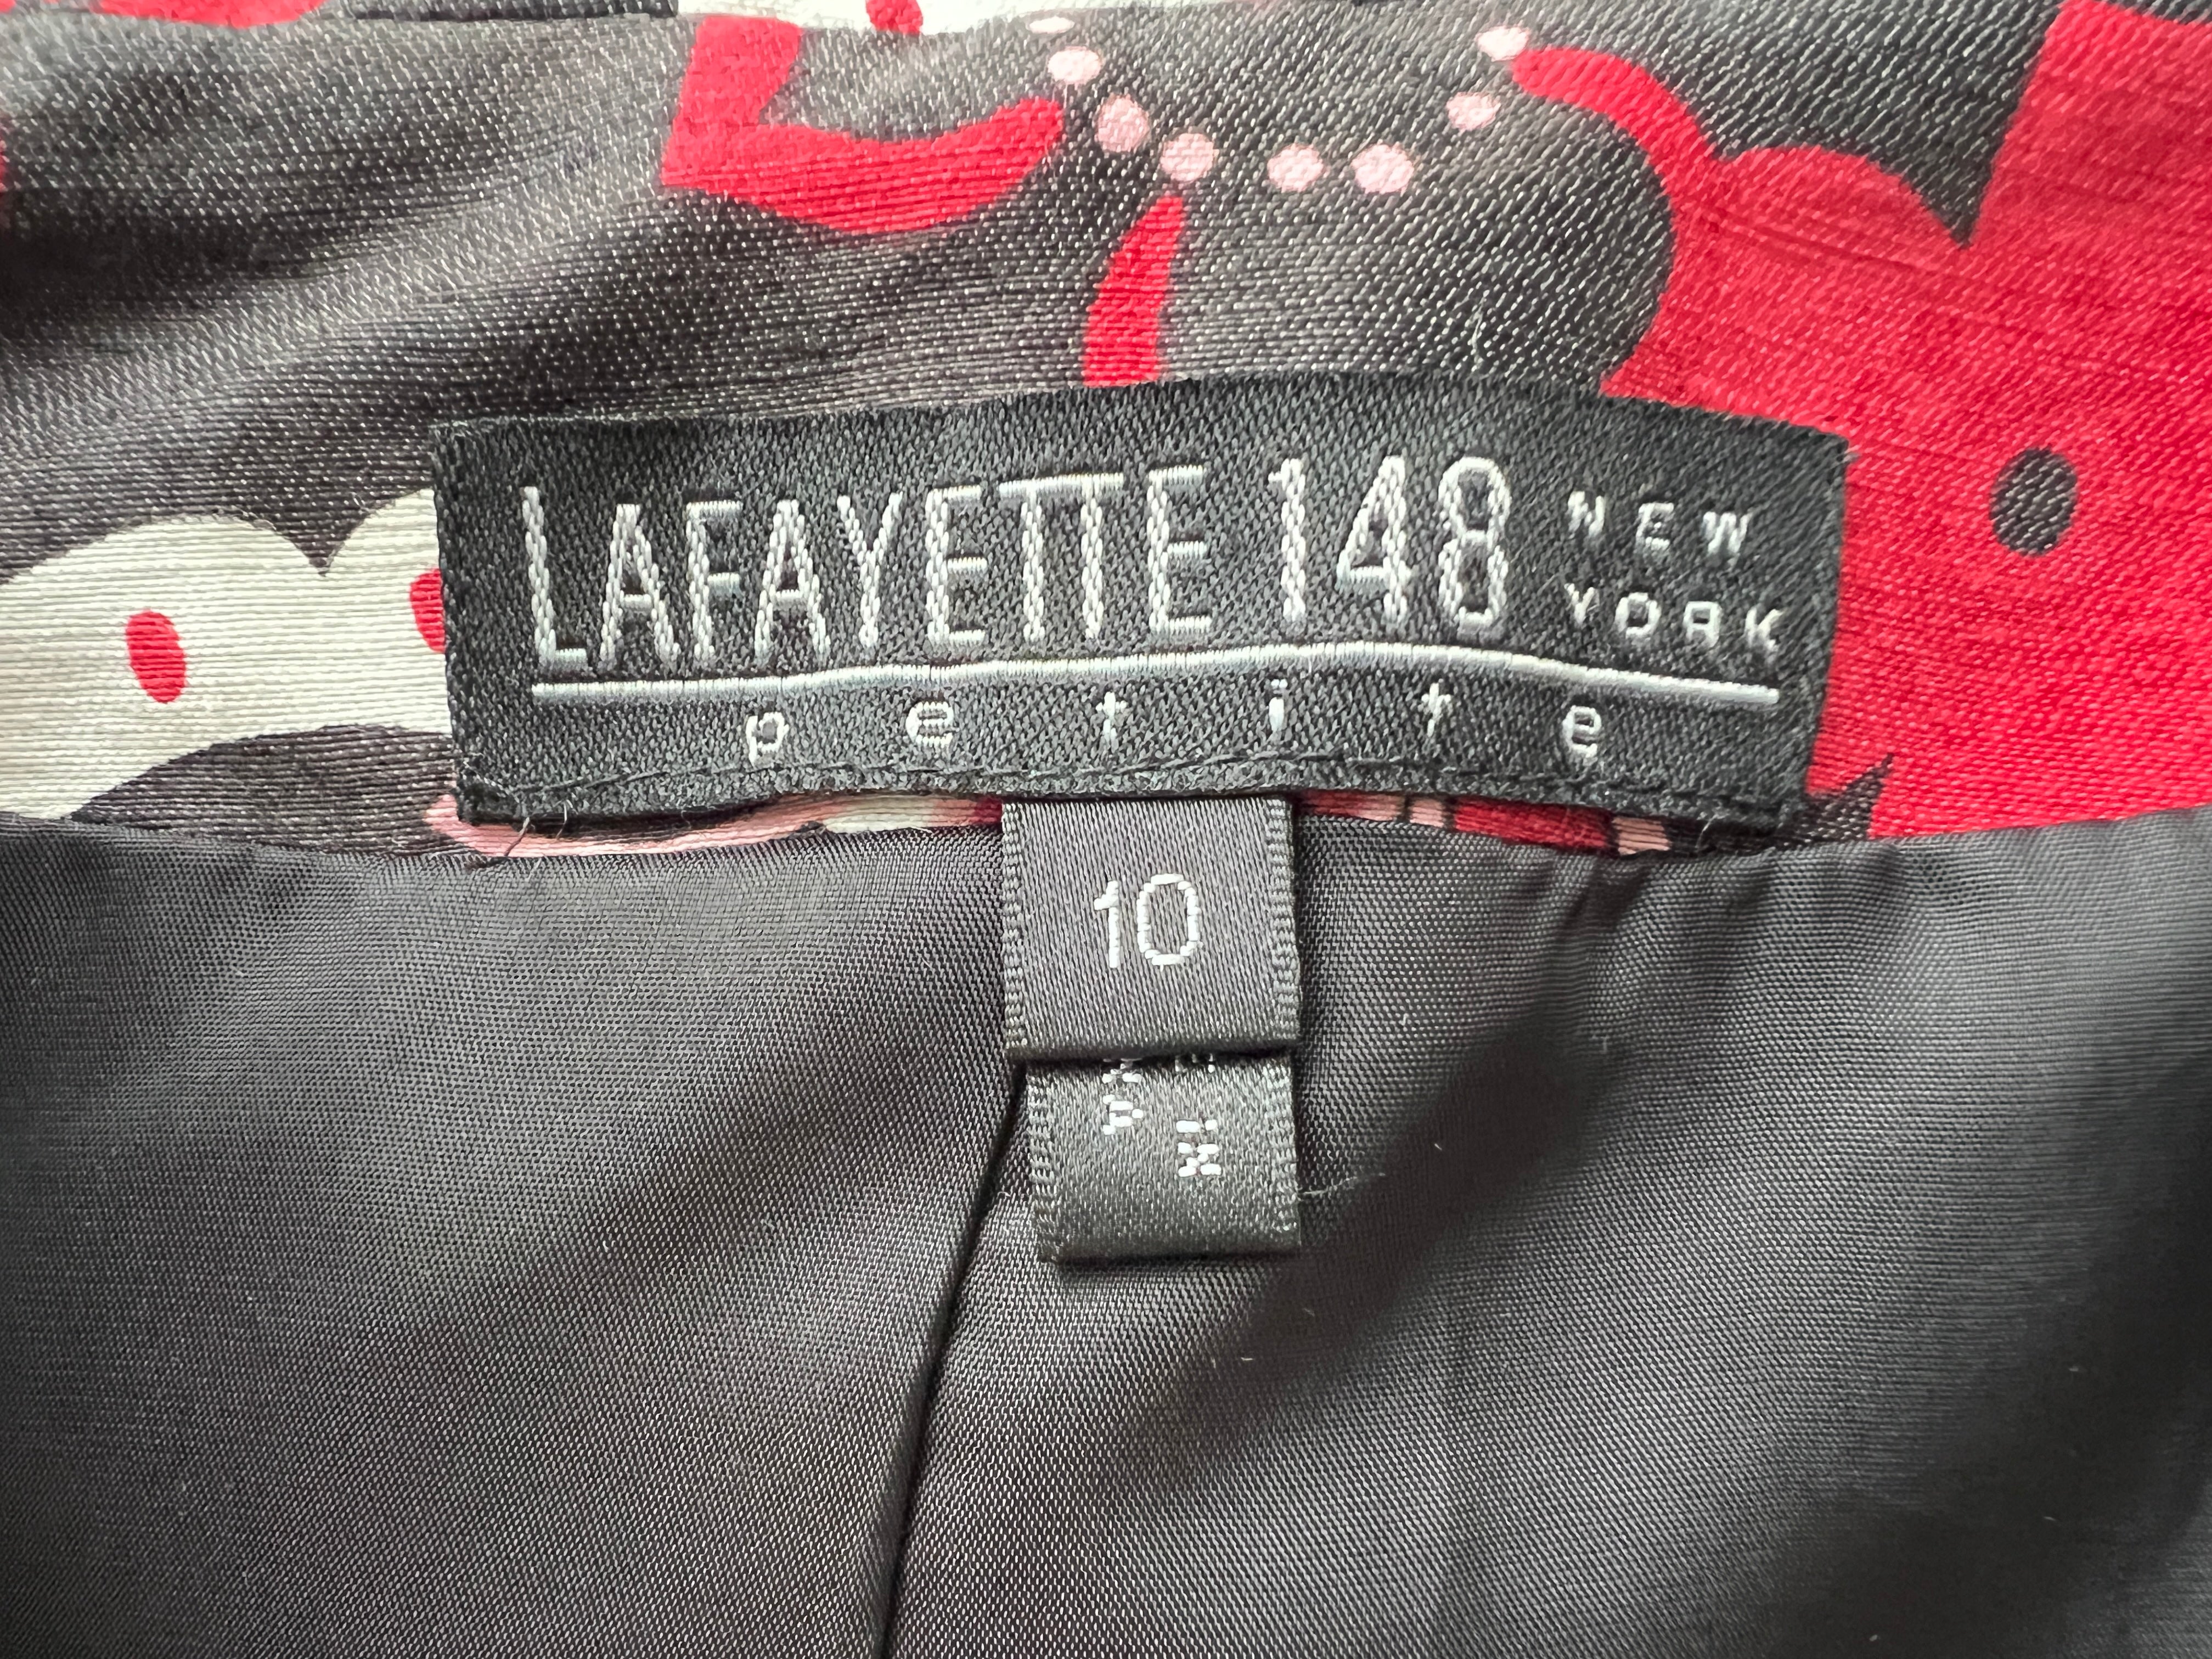 LAFAYETTE 148 NEW YORK
petite
10